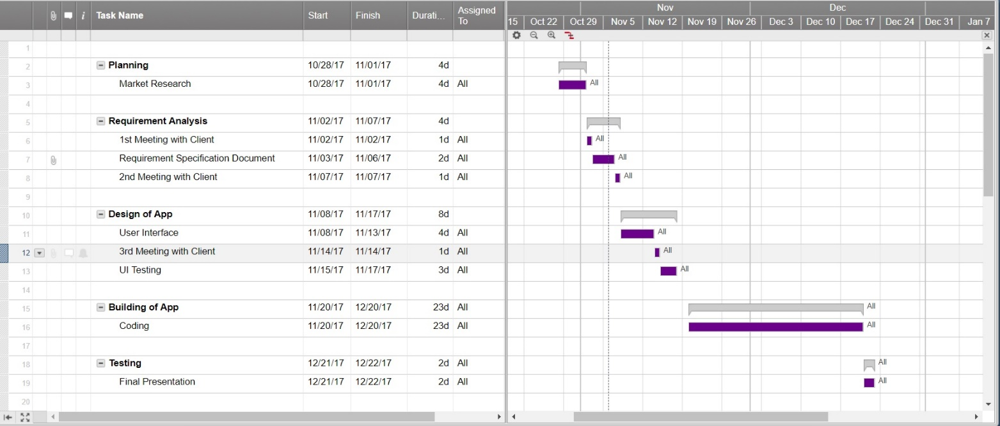 Task Name Start Finish Durati... Assigned To
Nov Dec
15 Oct 22 Oct 29 Nov 5 Nov 12 Nov 19 Nov 26 Dec 3 Dec 10 Dec 17 Dec 24 Dec 31 Jan 7
1
2 Planning 10/28/17 11/01/17 4d
3 Market Research 10/28/17 11/01/17 4d All All
4
5 Requirement Analysis 11/02/17 11/07/17 4d
6 1st Meeting with Client 11/02/17 11/02/17 1d All All
7 Requirement Specification Document 11/03/17 11/06/17 2d All All
8 2nd Meeting with Client 11/07/17 11/07/17 1d All All
9
10 Design of App 11/08/17 11/17/17 8d
11 User Interface 11/08/17 11/13/17 4d All All
12 3rd Meeting with Client 11/14/17 11/14/17 1d All All
13 UI Testing 11/15/17 11/17/17 3d All All
14
15 Building of App 11/20/17 12/20/17 23d All All
16 Coding 11/20/17 12/20/17 23d All All
17
18 Testing 12/21/17 12/22/17 2d All All
19 Final Presentation 12/21/17 12/22/17 2d All All
20